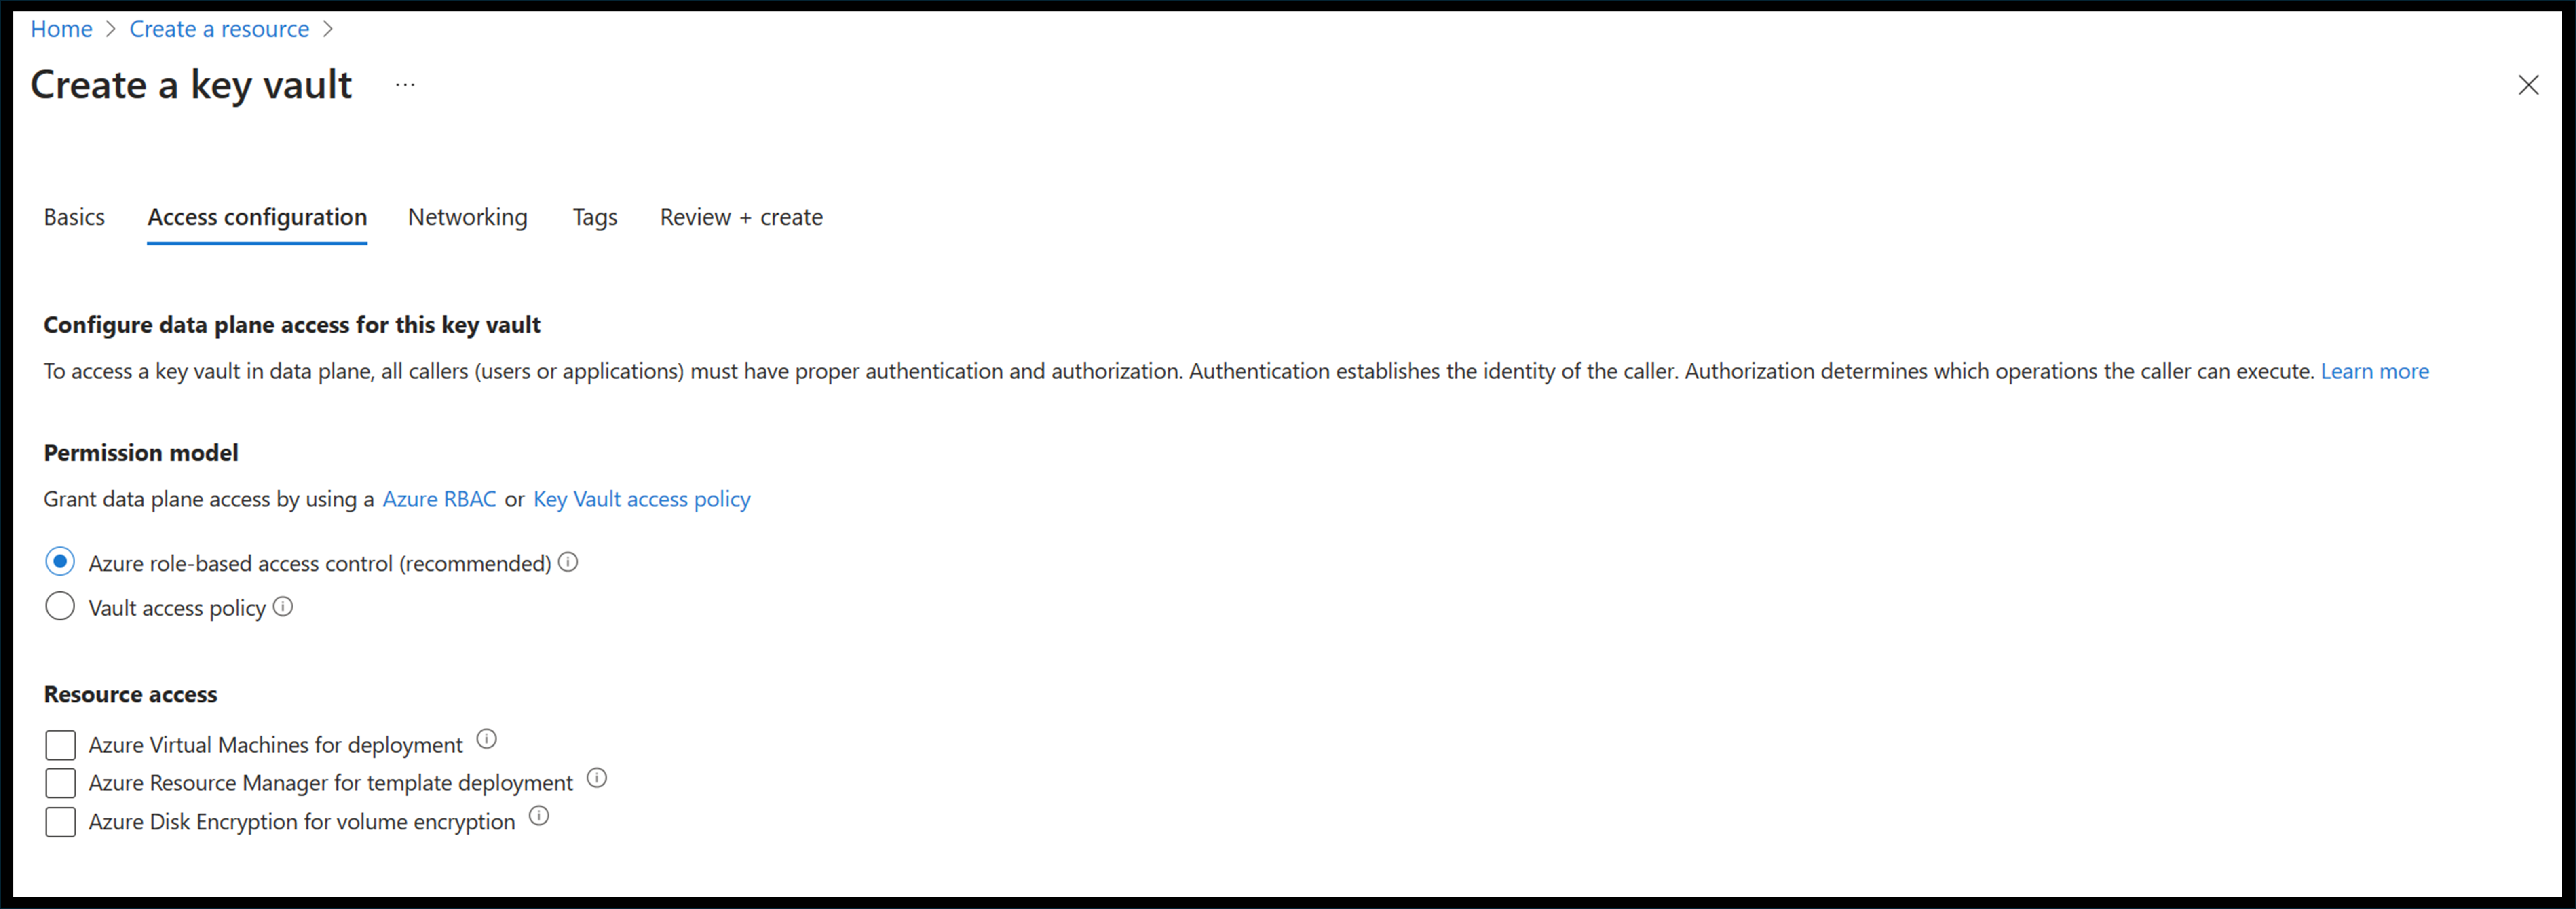 Home > Create a resource >
Create a key vault ...
Basics Access configuration Networking Tags Review + create
Configure data plane access for this key vault
To access a key vault in data plane, all callers (users or applications) must have proper authentication and authorization. Authentication establishes the identity of the caller. Authorization determines which operations the caller can execute. Learn more
Permission model
Grant data plane access by using a Azure RBAC or Key Vault access policy
Azure role-based access control (recommended)
Vault access policy
Resource access
Azure Virtual Machines for deployment
Azure Resource Manager for template deployment
Azure Disk Encryption for volume encryption